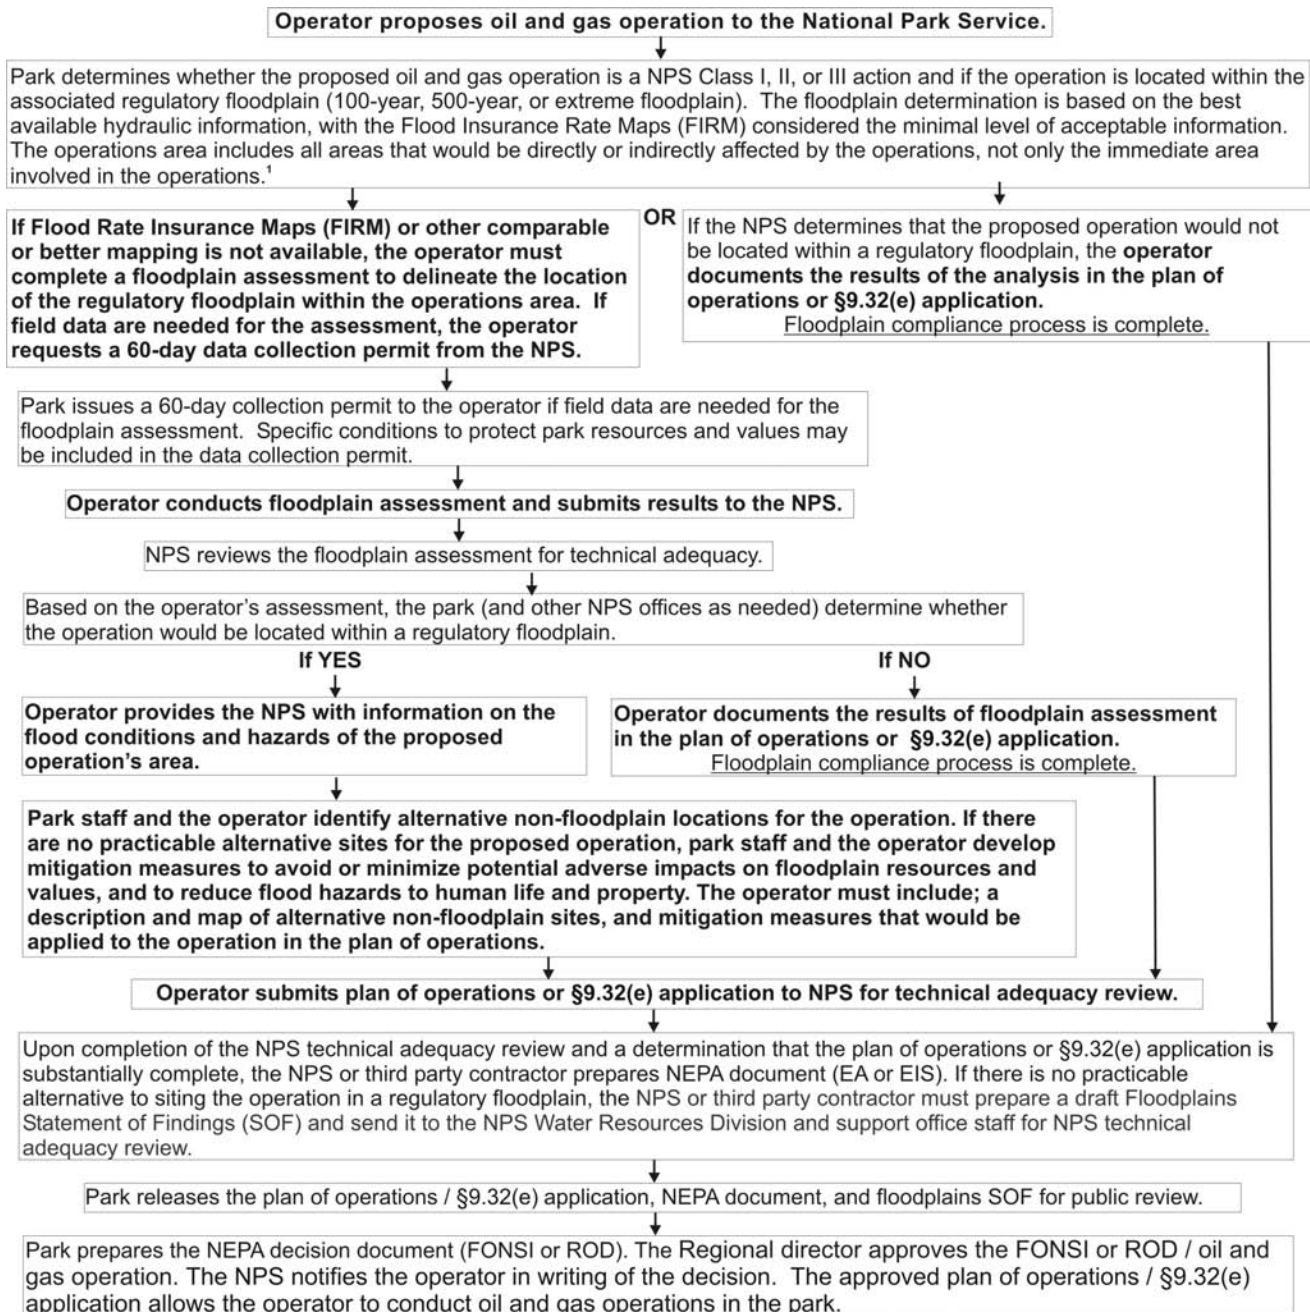 Operator proposes oil and gas operation to the National Park Service.
Park determines whether the proposed oil and gas operation is a NPS Class I, II, or III action and if the operation is located within the
associated regulatory floodplain (100-year, 500-year, or extreme floodplain).  The floodplain determination is based on the best
available hydraulic information, with the Flood Insurance Rate Maps (FIRM) considered the minimal level of acceptable information.
The operations area includes all areas that would be directly or indirectly affected by the operations, not only the immediate area
involved in the operations.¹
If Flood Rate Insurance Maps (FIRM) or other comparable
or better mapping is not available, the operator must
complete a floodplain assessment to delineate the location
of the regulatory floodplain within the operations area.  If
field data are needed for the assessment, the operator
requests a 60-day data collection permit from the NPS.
OR
If the NPS determines that the proposed operation would not
be located within a regulatory floodplain, the operator
documents the results of the analysis in the plan of
operations or §9.32(e) application.
Floodplain compliance process is complete.
Park issues a 60-day collection permit to the operator if field data are needed for the
floodplain assessment.  Specific conditions to protect park resources and values may
be included in the data collection permit.
Operator conducts floodplain assessment and submits results to the NPS.
NPS reviews the floodplain assessment for technical adequacy.
Based on the operator's assessment, the park (and other NPS offices as needed) determine whether
the operation would be located within a regulatory floodplain.
If YES
If NO
Operator provides the NPS with information on the
flood conditions and hazards of the proposed
operation's area.
Operator documents the results of floodplain assessment
in the plan of operations or  §9.32(e) application.
Floodplain compliance process is complete.
Park staff and the operator identify alternative non-floodplain locations for the operation. If there
are no practicable alternative sites for the proposed operation, park staff and the operator develop
mitigation measures to avoid or minimize potential adverse impacts on floodplain resources and
values, and to reduce flood hazards to human life and property. The operator must include; a
description and map of alternative non-floodplain sites, and mitigation measures that would be
applied to the operation in the plan of operations.
Operator submits plan of operations or §9.32(e) application to NPS for technical adequacy review.
Upon completion of the NPS technical adequacy review and a determination that the plan of operations or §9.32(e) application is
substantially complete, the NPS or third party contractor prepares NEPA document (EA or EIS). If there is no practicable
alternative to siting the operation in a regulatory floodplain, the NPS or third party contractor must prepare a draft Floodplains
Statement of Findings (SOF) and send it to the NPS Water Resources Division and support office staff for NPS technical
adequacy review.
Park releases the plan of operations / §9.32(e) application, NEPA document, and floodplains SOF for public review.
Park prepares the NEPA decision document (FONSI or ROD). The Regional director approves the FONSI or ROD / oil and
gas operation. The NPS notifies the operator in writing of the decision.  The approved plan of operations / §9.32(e)
application allows the operator to conduct oil and gas operations in the park.